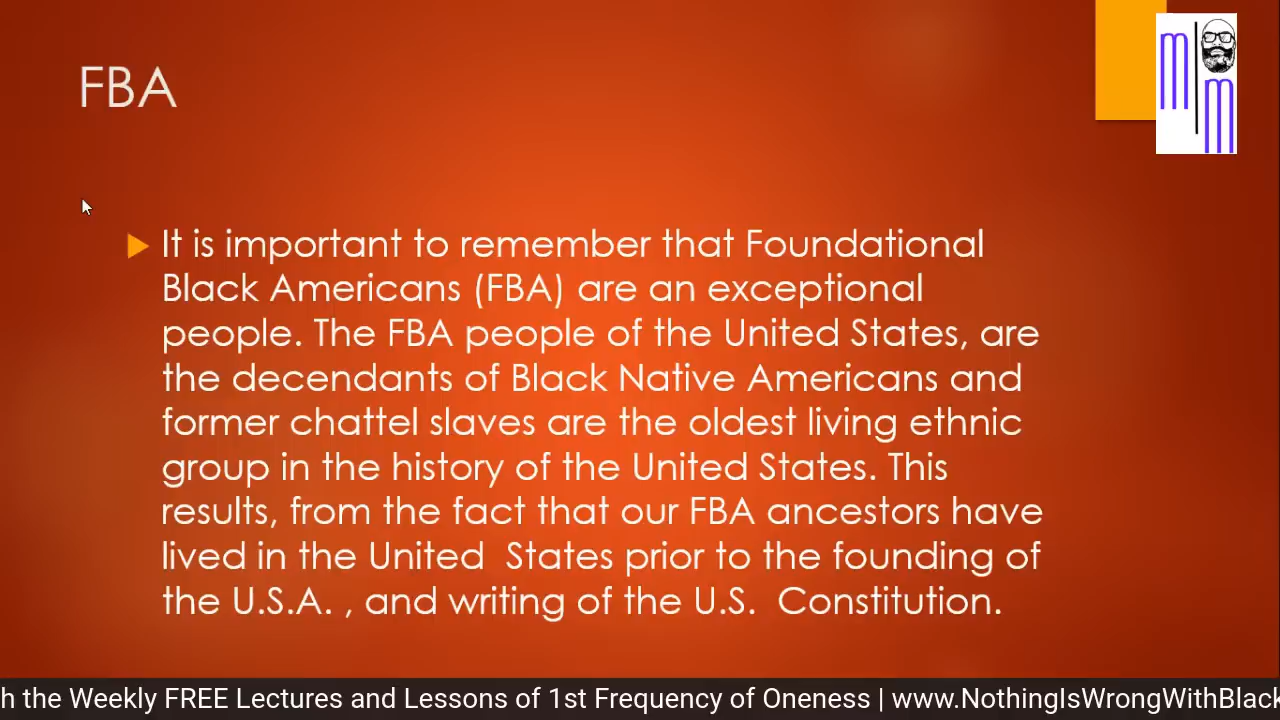 FBA
m
m
It is important to remember that Foundational
Black Americans (FBA) are an exceptional
people. The FBA people of the United States, are
the decendants of Black Native Americans and
former chattel slaves are the oldest living ethnic
group in the history of the United States. This
results, from the fact that our FBA ancestors have
lived in the United  States prior to the founding of
the U.S.A. , and writing of the U.S.  Constitution.
h the Weekly FREE Lectures and Lessons of 1st Frequency of Oneness | www.NothingIsWrongWithBlack